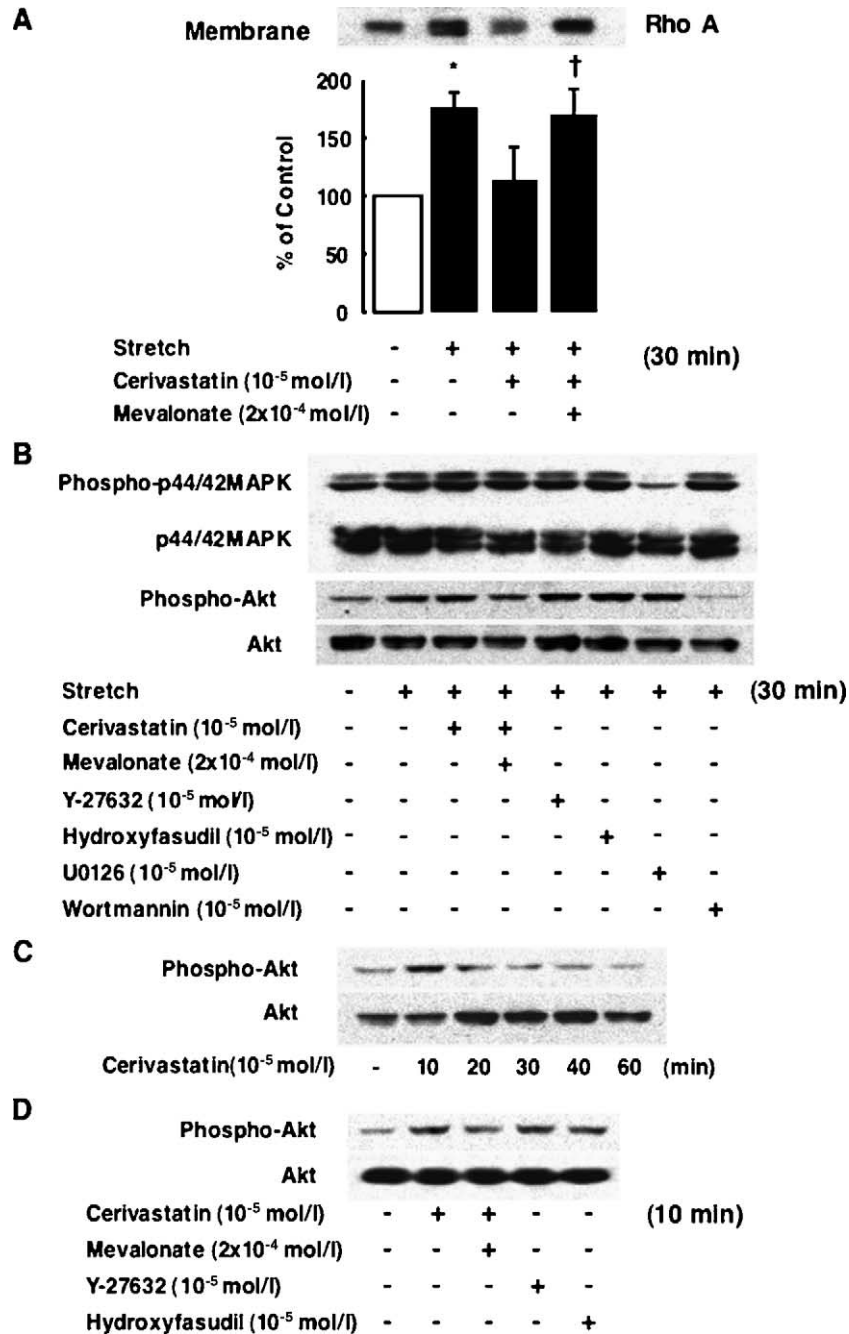 A
Membrane Rho A
* †
200
150
100
50
0
% of Control
Stretch - + + + (30 min)
Cerivastatin (10⁻⁵ mol/l) - - + +
Mevalonate (2x10⁻⁴ mol/l) - - - +
B
Phospho-p44/42MAPK
p44/42MAPK
Phospho-Akt
Akt
Stretch - + + + + + + + (30 min)
Cerivastatin (10⁻⁵ mol/l) - - + + - - - -
Mevalonate (2x10⁻⁴ mol/l) - - - + - - - -
Y-27632 (10⁻⁵ mol/l) - - - - + - - -
Hydroxyfasudil (10⁻⁵ mol/l) - - - - - + - -
U0126 (10⁻⁵ mol/l) - - - - - - + -
Wortmannin (10⁻⁵ mol/l) - - - - - - - +
C
Phospho-Akt
Akt
Cerivastatin(10⁻⁵ mol/l) - 10 20 30 40 60 (min)
D
Phospho-Akt
Akt
Cerivastatin (10⁻⁵ mol/l) - + + - - (10 min)
Mevalonate (2x10⁻⁴ mol/l) - - + - -
Y-27632 (10⁻⁵ mol/l) - - - + -
Hydroxyfasudil (10⁻⁵ mol/l) - - - - +